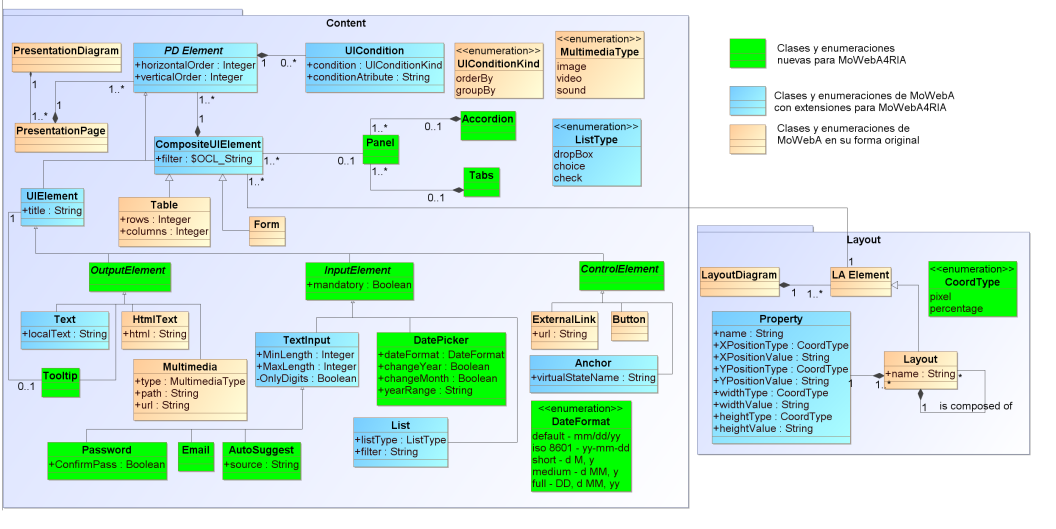 Content
PresentationDiagram
1
1..*
PresentationPage
1
1..*
PD Element
+horizontalOrder : Integer
+verticalOrder : Integer
1
0..*
UICondition
+condition : UIConditionKind
+conditionAtribute : String
<<enumeration>>
UIConditionKind
orderBy
groupBy
<<enumeration>>
MultimediaType
image
video
sound
1..*
1
CompositeUIElement
+filter : $OCL_String
1..*
0..1
Panel
1..*
0..1
Accordion
1..*
0..1
Tabs
<<enumeration>>
ListType
dropBox
choice
check
1..*
UIElement
+title : String
1
Table
+rows : Integer
+columns : Integer
Form
OutputElement
InputElement
+mandatory : Boolean
ControlElement
Text
+localText : String
HtmlText
+html : String
Multimedia
+type : MultimediaType
+path : String
+url : String
0..1
Tooltip
TextInput
+MinLength : Integer
+MaxLength : Integer
-OnlyDigits : Boolean
DatePicker
+dateFormat : DateFormat
+changeYear : Boolean
+changeMonth : Boolean
+yearRange : String
ExternalLink
+url : String
Button
Anchor
+virtualStateName : String
<<enumeration>>
DateFormat
default - mm/dd/yy
iso 8601 - yy-mm-dd
short - d M, y
medium - d MM, y
full - DD, d MM, yy
List
+listType : ListType
+filter : String
Password
+ConfirmPass : Boolean
Email
AutoSuggest
+source : String
Clases y enumeraciones
nuevas para MoWebA4RIA
Clases y enumeraciones de MoWebA
con extensiones para MoWebA4RIA
Clases y enumeraciones de
MoWebA en su forma original
Layout
LayoutDiagram
1
1..*
1
LA Element
<<enumeration>>
CoordType
pixel
percentage
Property
+name : String
+XPositionType : CoordType
+XPositionValue : String
+YPositionType : CoordType
+YPositionValue : String
+widthType : CoordType
+widthValue : String
+heightType : CoordType
+heightValue : String
1
1..*
Layout
+name : String
*
1
is composed of